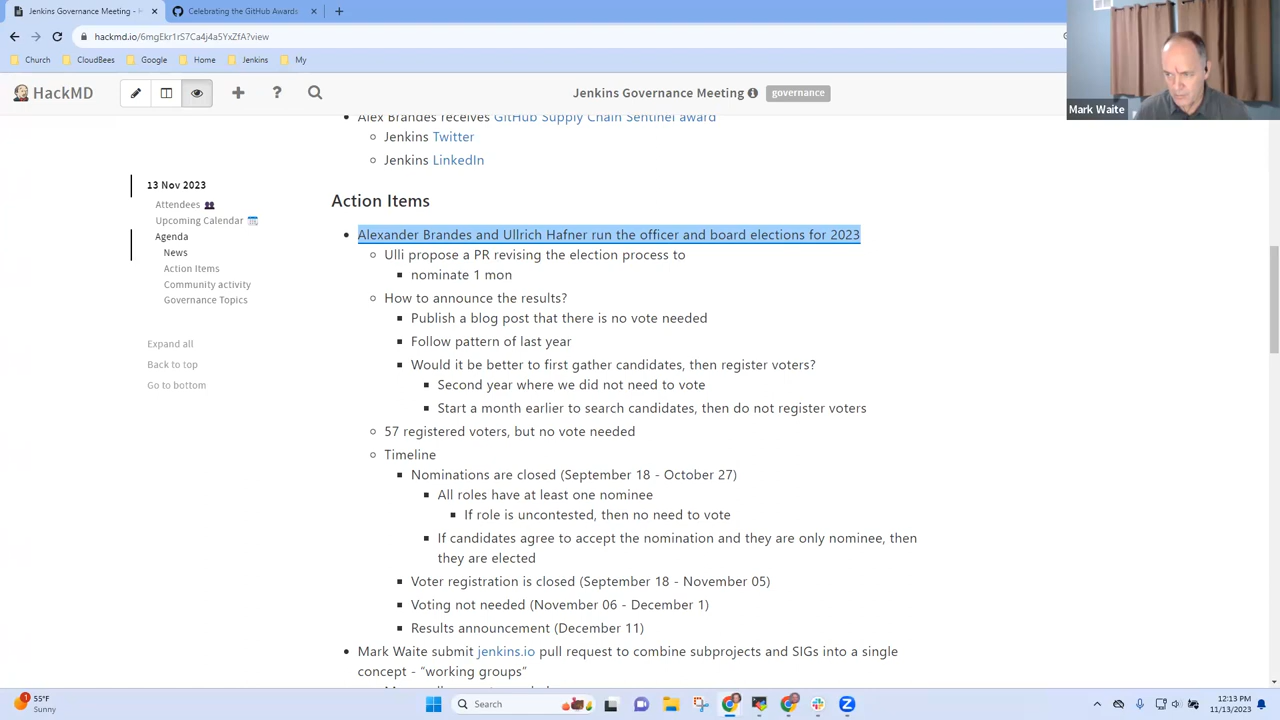 Jenkins Governance Meeting -
Celebrating the GitHub Awards
hackmd.io/6mgEkr1rS7Ca4j4a5YxZfA?view
Church
CloudBees
Google
Home
Jenkins
My
HackMD
Jenkins Governance Meeting
governance
Mark Waite
13 Nov 2023
Attendees
Upcoming Calendar
Agenda
News
Action Items
Community activity
Governance Topics
Expand all
Back to top
Go to bottom
Alex Brandes receives GitHub Supply Chain Sentinel award
Jenkins Twitter
Jenkins LinkedIn
Action Items
Alexander Brandes and Ullrich Hafner run the officer and board elections for 2023
Ulli propose a PR revising the election process to
nominate 1 mon
How to announce the results?
Publish a blog post that there is no vote needed
Follow pattern of last year
Would it be better to first gather candidates, then register voters?
Second year where we did not need to vote
Start a month earlier to search candidates, then do not register voters
57 registered voters, but no vote needed
Timeline
Nominations are closed (September 18 - October 27)
All roles have at least one nominee
If role is uncontested, then no need to vote
If candidates agree to accept the nomination and they are only nominee, then
they are elected
Voter registration is closed (September 18 - November 05)
Voting not needed (November 06 - December 1)
Results announcement (December 11)
Mark Waite submit jenkins.io pull request to combine subprojects and SIGs into a single
concept - “working groups”
1
55°F
Sunny
Search
12:13 PM
11/13/2023